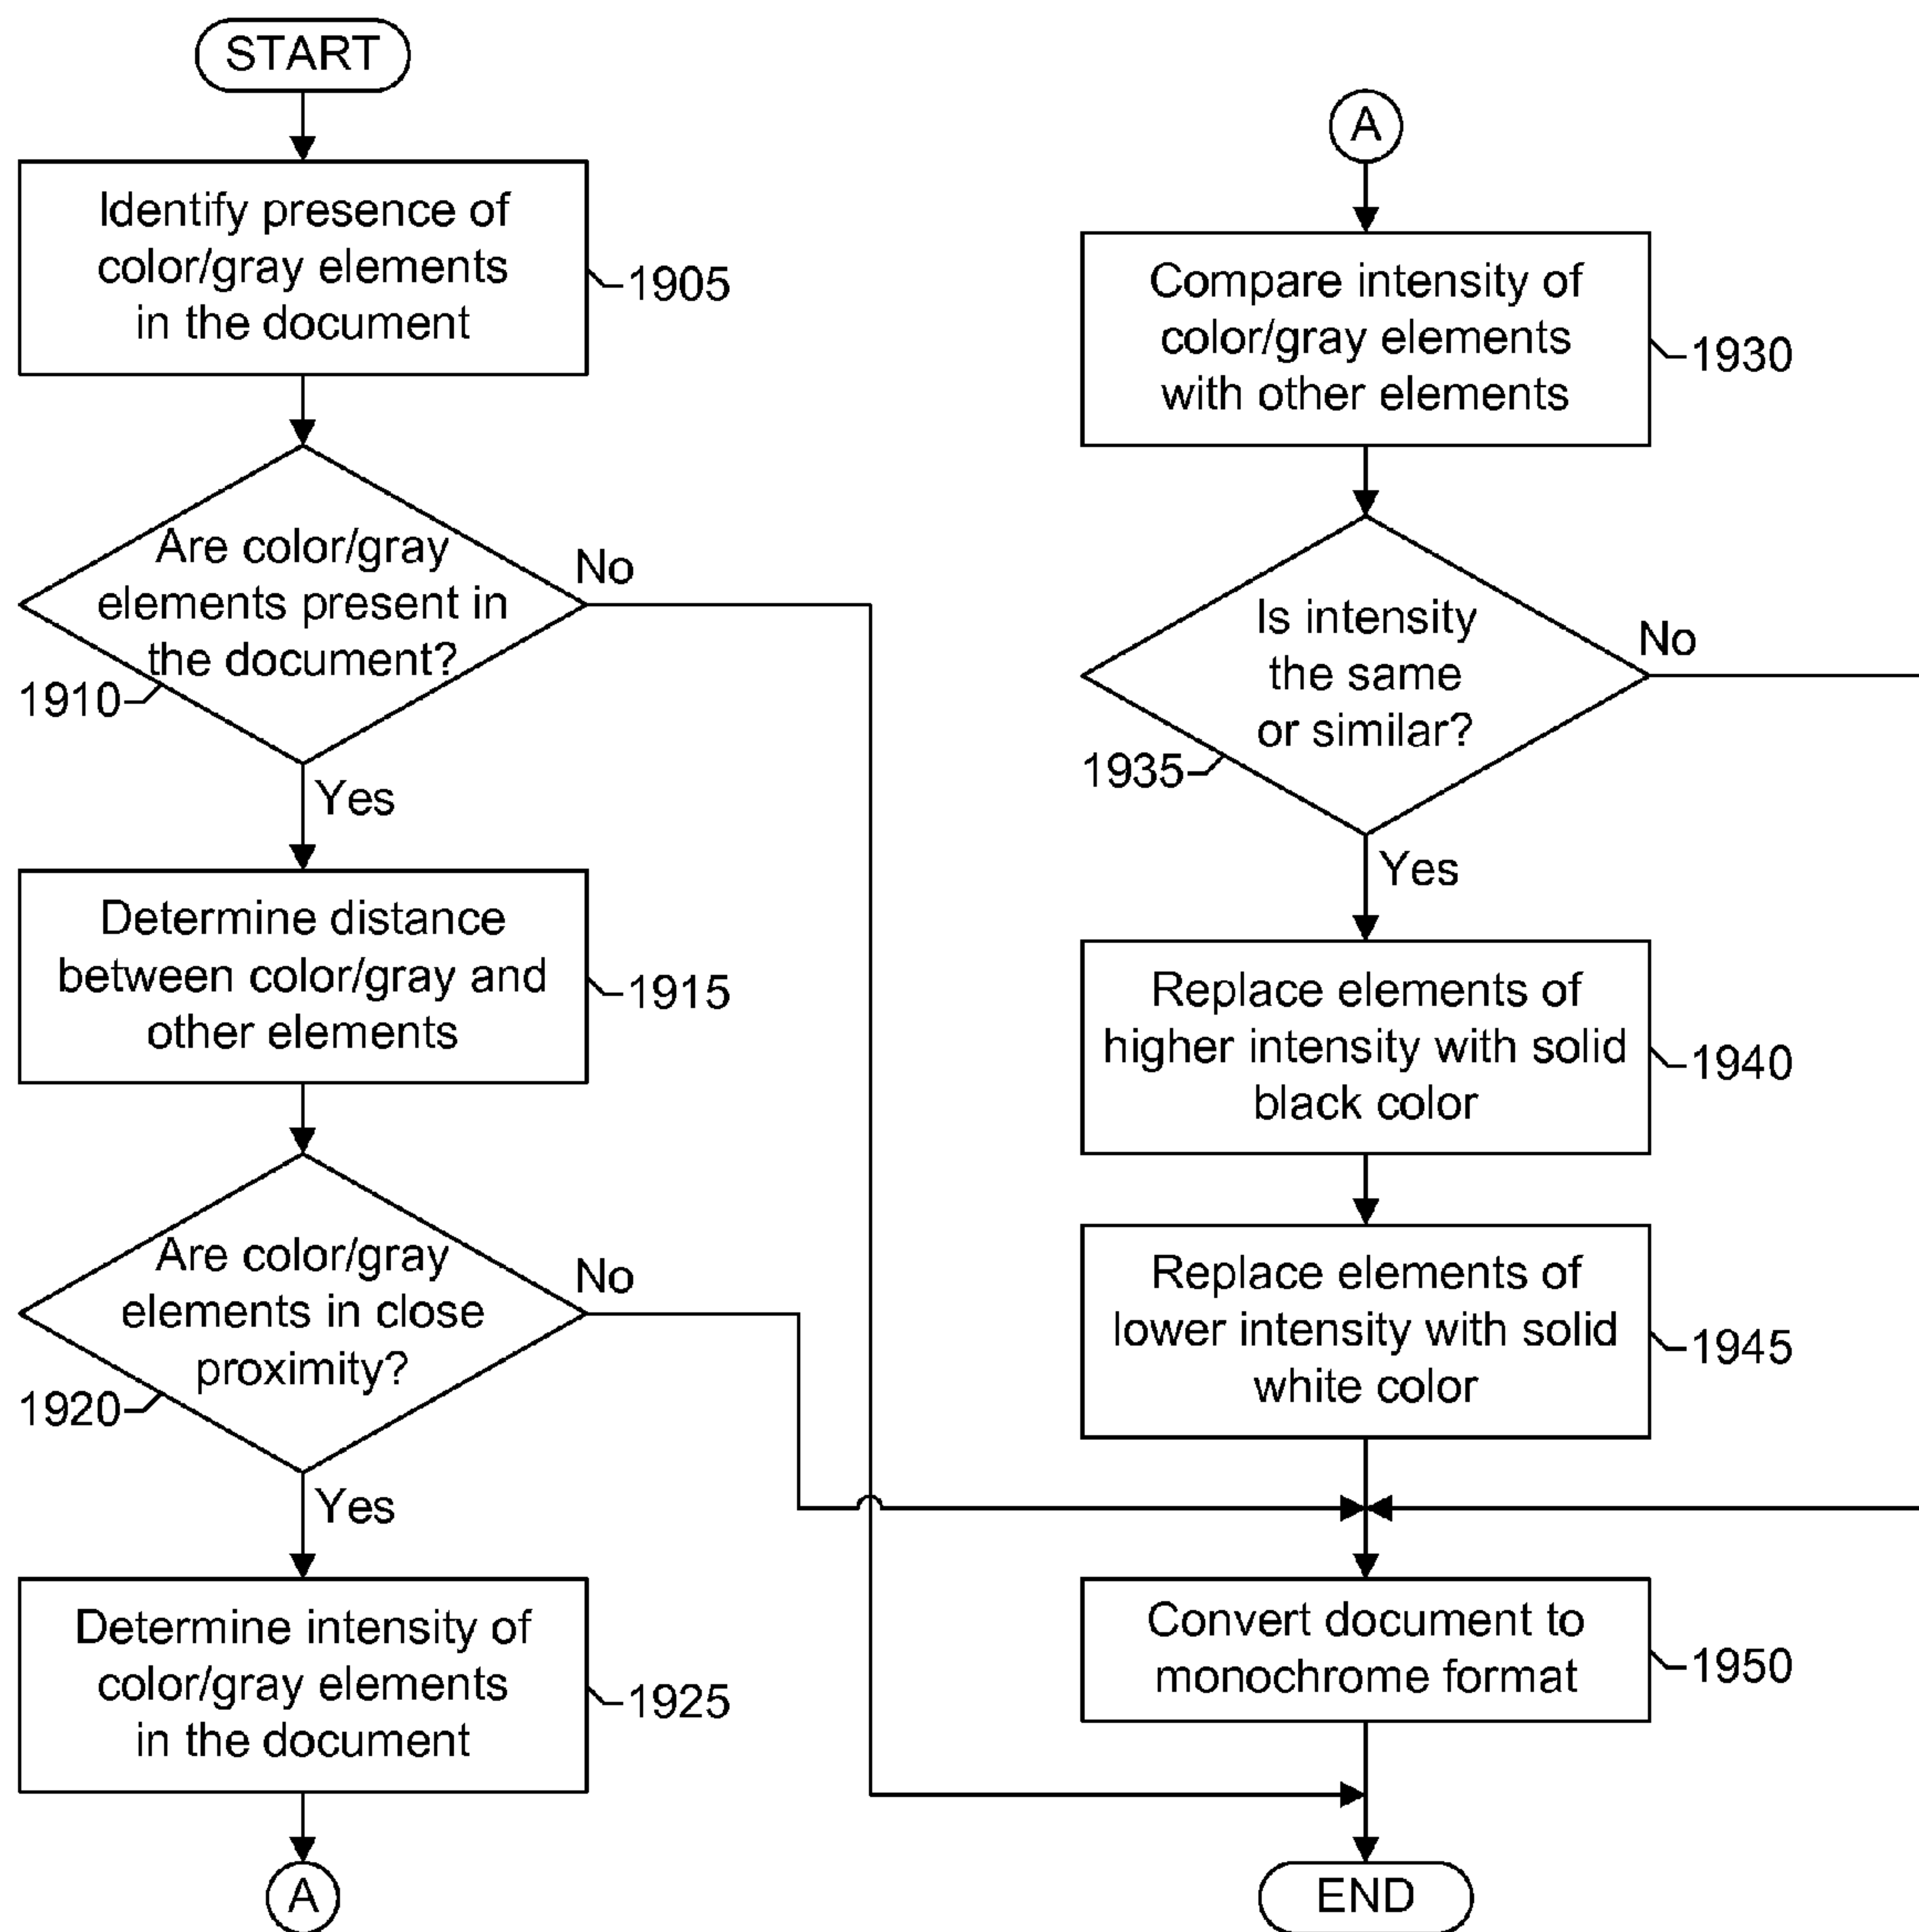 START
Identify presence of
color/gray elements
in the document
1905
Are color/gray
elements present in
the document?
No
1910
Yes
Determine distance
between color/gray and
other elements
1915
Are color/gray
elements in close
proximity?
No
1920
Yes
Determine intensity of
color/gray elements
in the document
1925
A
A
Compare intensity of
color/gray elements
with other elements
1930
Is intensity
the same
or similar?
No
1935
Yes
Replace elements of
higher intensity with solid
black color
1940
Replace elements of
lower intensity with solid
white color
1945
Convert document to
monochrome format
1950
END